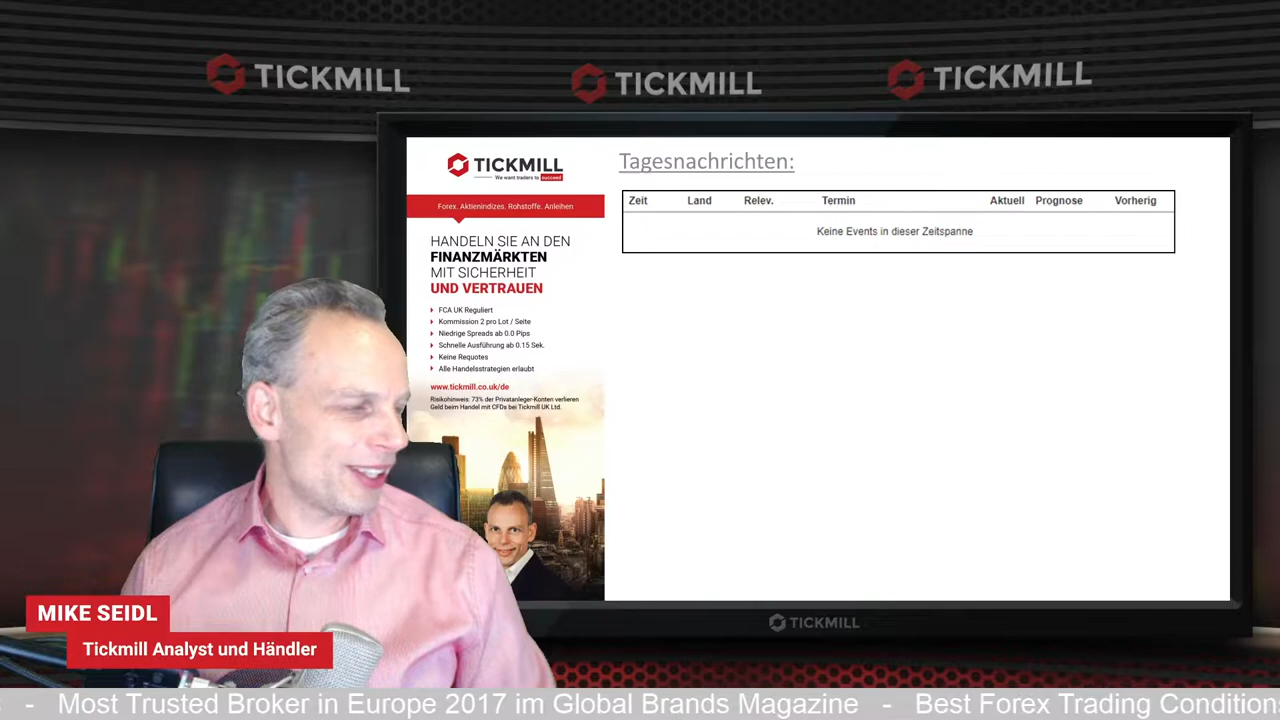 TICKMILL
TICKMILL
TICKMILL
TICKMILL
We want traders to succeed
Forex. Aktienindizes. Rohstoffe. Anleihen
HANDELN SIE AN DEN
FINANZMÄRKTEN
MIT SICHERHEIT
UND VERTRAUEN
FCA UK Reguliert
Kommission 2 pro Lot / Seite
Niedrige Spreads ab 0.0 Pips
Schnelle Ausführung ab 0.15 Sek.
Keine Requotes
Alle Handelsstrategien erlaubt
www.tickmill.co.uk/de
Risikohinweis: 73% der Privatanleger-Konten verlieren
Geld beim Handel mit CFDs bei Tickmill UK Ltd.
Tagesnachrichten:
Zeit Land Relev. Termin Aktuell Prognose Vorherig
Keine Events in dieser Zeitspanne
TICKMILL
MIKE SEIDL
Tickmill Analyst und Händler
- Most Trusted Broker in Europe 2017 im Global Brands Magazine - Best Forex Trading Condition